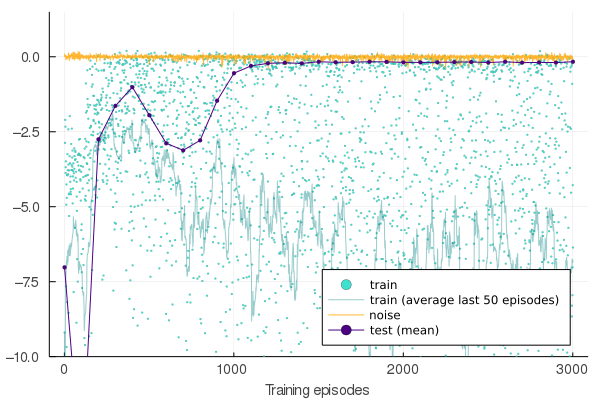 0.0
−2.5
−5.0
−7.5
−10.0
train
train (average last 50 episodes)
noise
test (mean)
0
1000
2000
3000
Training episodes